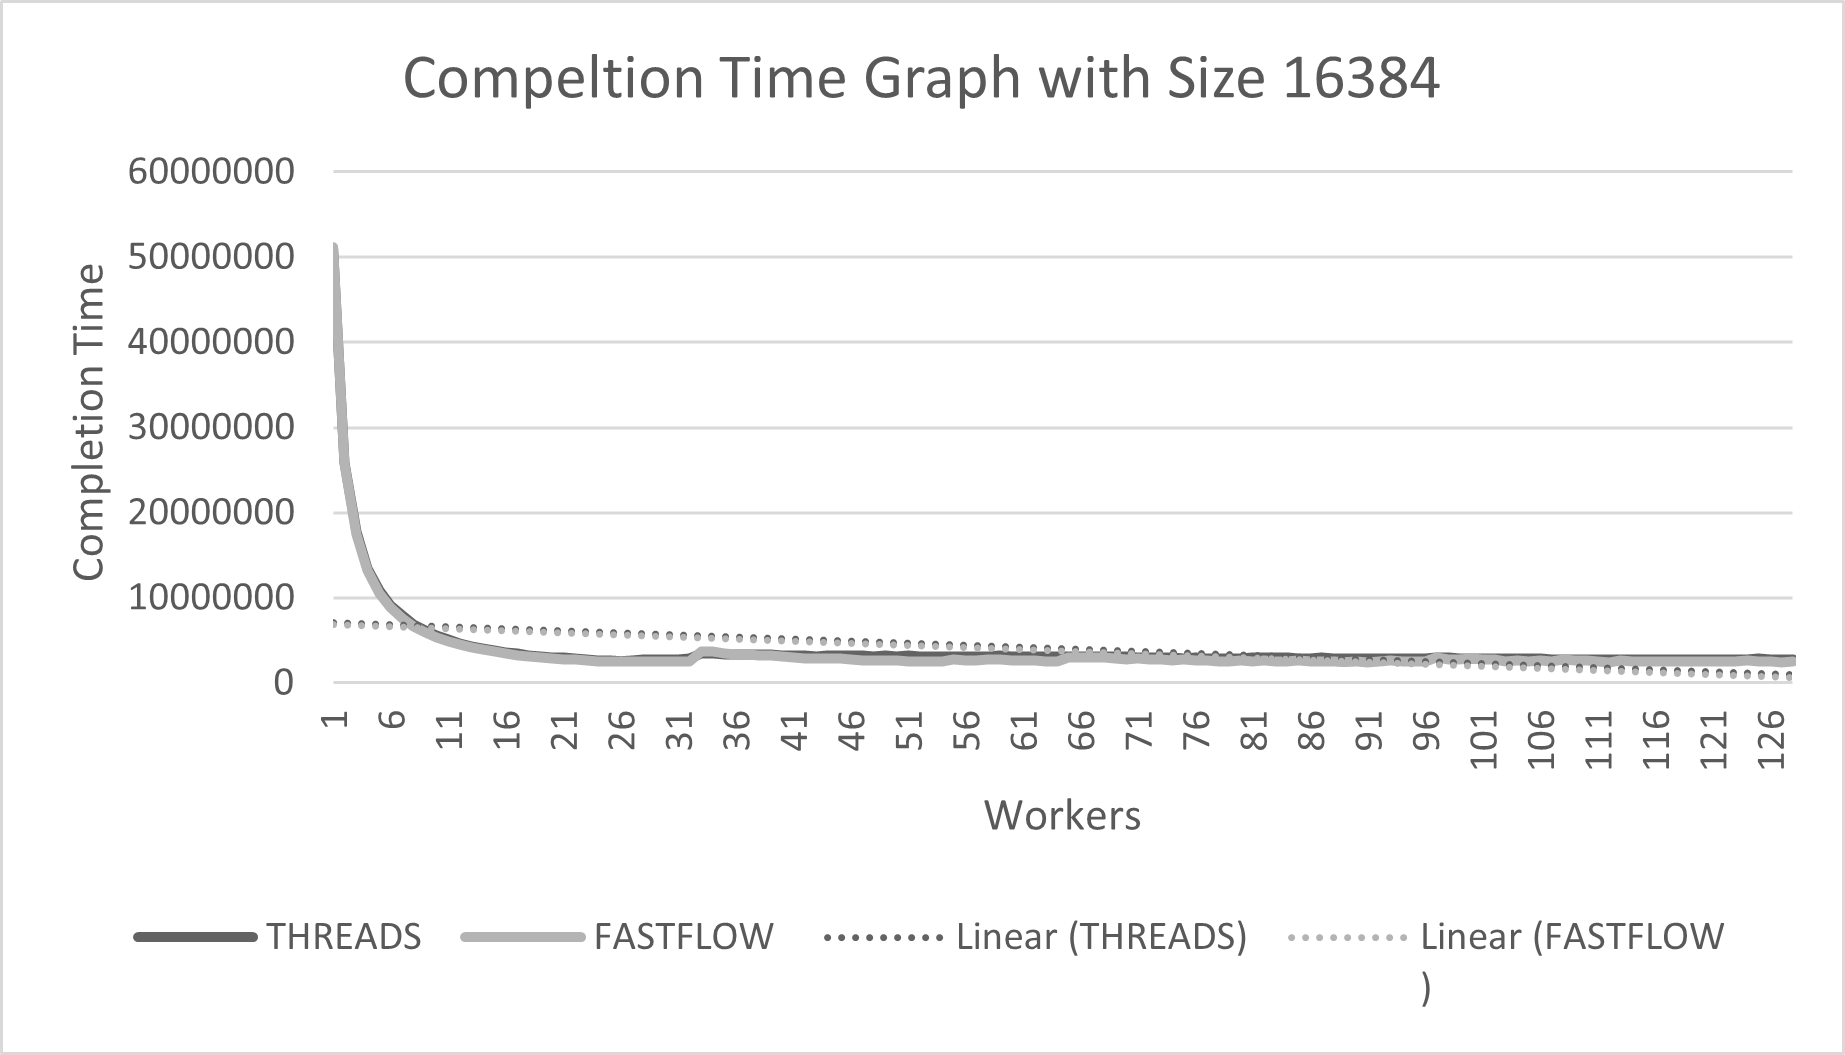 Compeltion Time Graph with Size 16384
60000000
50000000
40000000
30000000
20000000
10000000
0
Completion Time
1 6 11 16 21 26 31 36 41 46 51 56 61 66 71 76 81 86 91 96 101 106 111 116 121 126
Workers
THREADS FASTFLOW Linear (THREADS) Linear (FASTFLOW
)